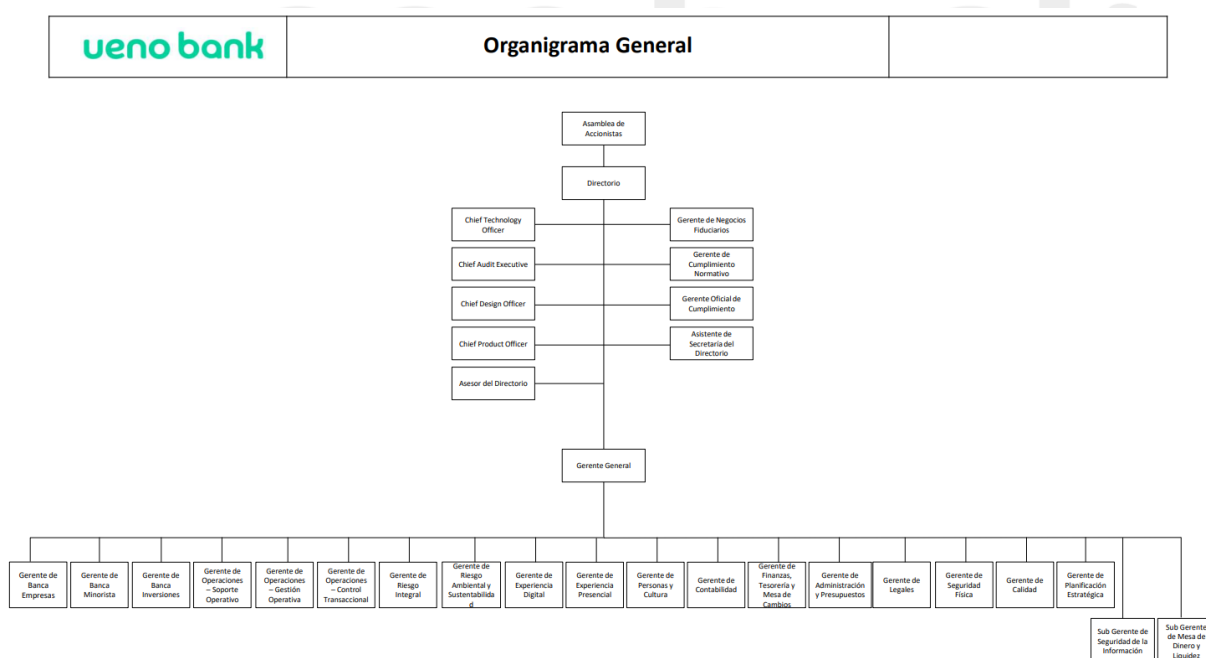 ueno bank
Organigrama General
Asamblea de
Accionistas
Directorio
Chief Technology
Officer
Gerente de Negocios
Fiduciarios
Chief Audit Executive
Gerente de
Cumplimiento
Normativo
Chief Design Officer
Gerente Oficial de
Cumplimiento
Chief Product Officer
Asistente de
Secretaría del
Directorio
Asesor del Directorio
Gerente General
Gerente de
Banca
Empresas
Gerente de
Banca
Minorista
Gerente de
Banca
Inversiones
Gerente de
Operaciones
– Soporte
Operativo
Gerente de
Operaciones
– Gestión
Operativa
Gerente de
Operaciones
– Control
Transaccional
Gerente de
Riesgo
Integral
Gerente de
Riesgo
Ambiental y
Sustentabilida
d
Gerente de
Experiencia
Digital
Gerente de
Experiencia
Presencial
Gerente de
Personas y
Cultura
Gerente de
Contabilidad
Gerente de
Finanzas,
Tesorería y
Mesa de
Cambios
Gerente de
Administración
y Presupuestos
Gerente de
Legales
Gerente de
Seguridad
Física
Gerente de
Calidad
Gerente de
Planificación
Estratégica
Sub Gerente de
Seguridad de la
Información
Sub Gerente
de Mesa de
Dinero y
Liquidez